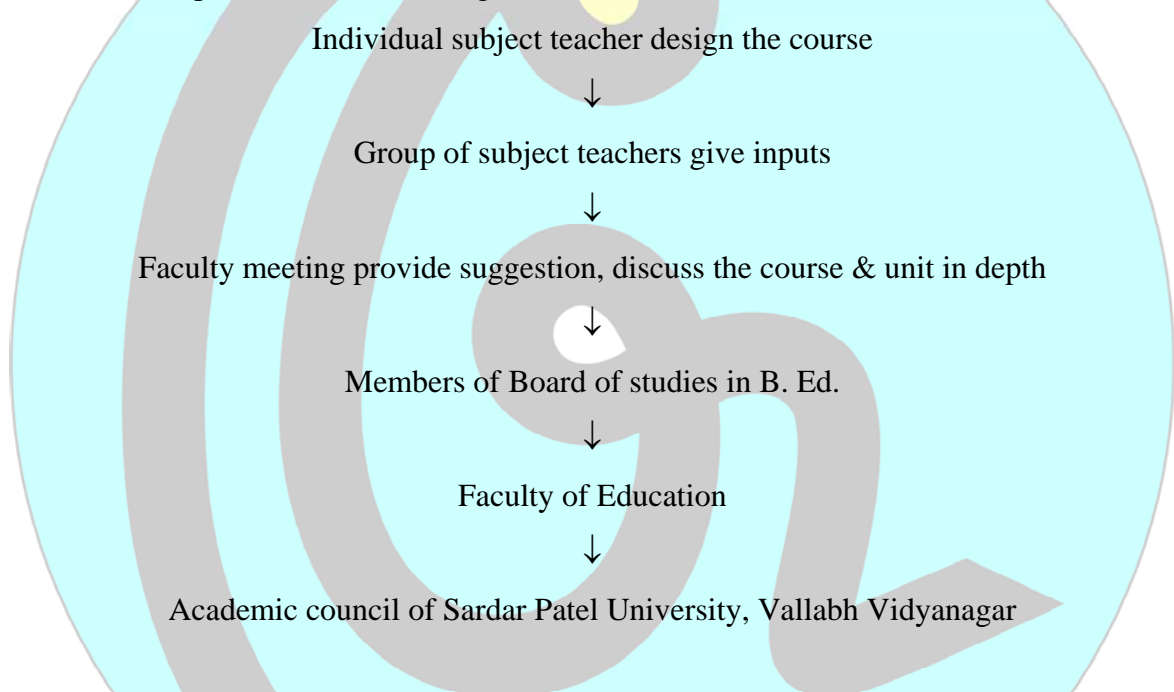 Individual subject teacher design the course
↓
Group of subject teachers give inputs
↓
Faculty meeting provide suggestion, discuss the course & unit in depth
↓
Members of Board of studies in B. Ed.
↓
Faculty of Education
↓
Academic council of Sardar Patel University, Vallabh Vidyanagar